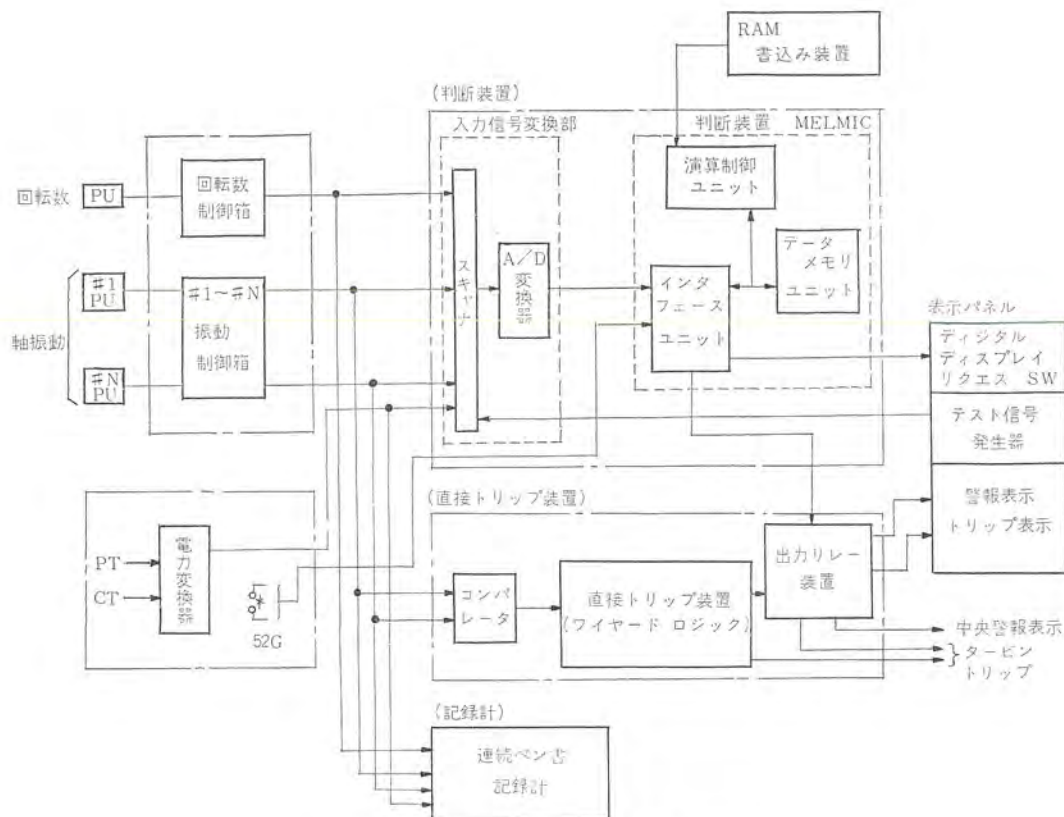 RAM
書込み装置
(判断装置)
入力信号変換部
判断装置 MELMIC
回転数
PU
回転数
制御箱
演算制御
ユニット
スキャナ
A/D
変換器
データ
メモリ
ユニット
インタ
フェース
ユニット
#1
PU
軸振動
#N
PU
#1~#N
振動
制御箱
表示パネル
ディジタル
ディスプレイ
リクエス SW
テスト信号
発生器
警報表示
トリップ表示
(直接トリップ装置)
PT
CT
電力変換器
52G
コンパ
レータ
直接トリップ装置
(ワイヤード ロジック)
出力リレー
装置
中央警報表示
タービン
トリップ
(記録計)
連続ペン書
記録計